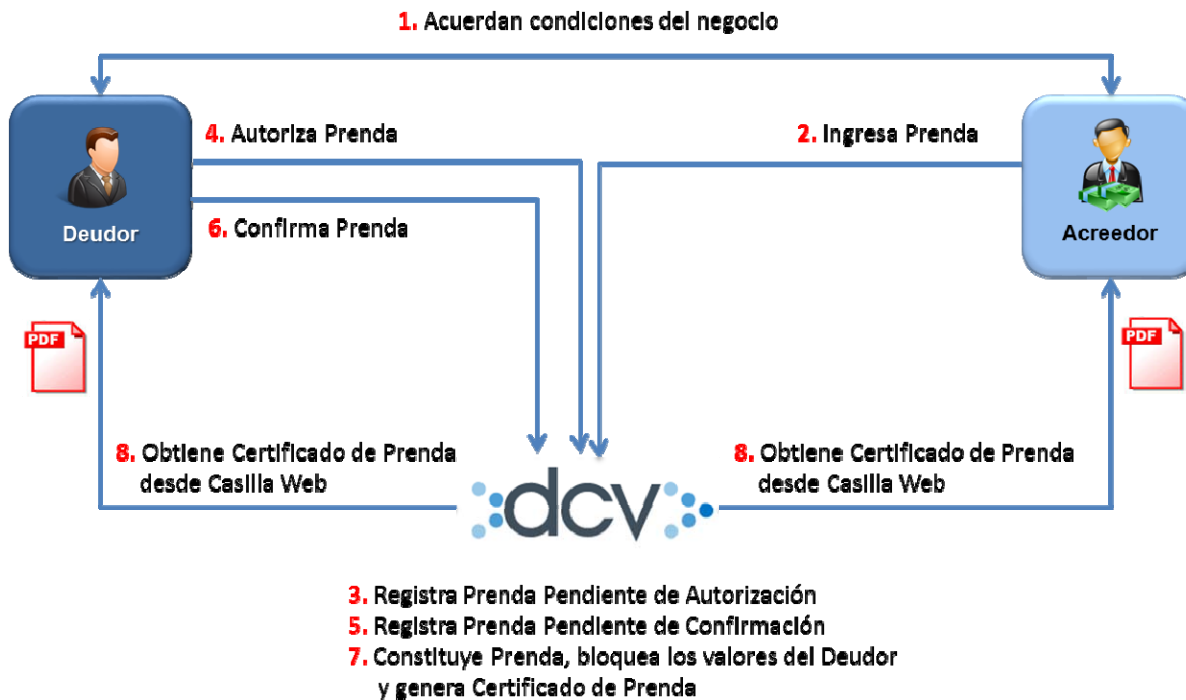 1. Acuerdan condiciones del negocio
4. Autoriza Prenda
2. Ingresa Prenda
6. Confirma Prenda
Deudor
Acreedor
PDF
PDF
8. Obtiene Certificado de Prenda
desde Casilla Web
8. Obtiene Certificado de Prenda
desde Casilla Web
dcv
3. Registra Prenda Pendiente de Autorización
5. Registra Prenda Pendiente de Confirmación
7. Constituye Prenda, bloquea los valores del Deudor
y genera Certificado de Prenda